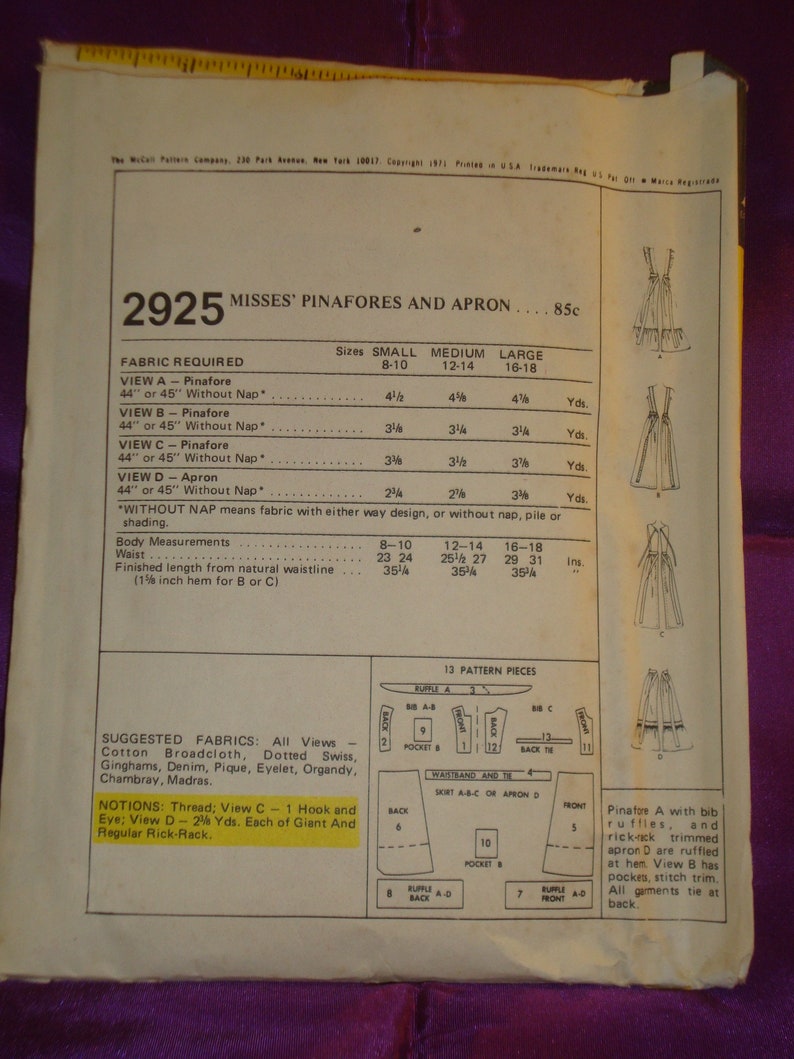 The McCall Pattern Company, 230 Park Avenue, New York 10017. Copyright 1971 Printed in U.S.A. Trademark Reg. U S Pat Off ■ Marca Registrada
2925 MISSES' PINAFORES AND APRON .... 85c
Sizes SMALL MEDIUM LARGE
FABRIC REQUIRED 8-10 12-14 16-18
VIEW A — Pinafore
44" or 45" Without Nap* ............. 4½ 4⅝ 4⅞ Yds.
VIEW B — Pinafore
44" or 45" Without Nap* ............. 3⅛ 3¼ 3¼ Yds.
VIEW C — Pinafore
44" or 45" Without Nap* ............. 3⅜ 3½ 3⅞ Yds.
VIEW D — Apron
44" or 45" Without Nap* ............. 2¾ 2⅞ 3⅜ Yds.
*WITHOUT NAP means fabric with either way design, or without nap, pile or
shading.
Body Measurements ................ 8–10 12–14 16–18
Waist ............................. 23 24 25½ 27 29 31 Ins.
Finished length from natural waistline ... 35¼ 35¾ 35¾ "
(1⅝ inch hem for B or C)
SUGGESTED FABRICS: All Views —
Cotton Broadcloth, Dotted Swiss,
Ginghams, Denim, Pique, Eyelet, Organdy,
Chambray, Madras.
NOTIONS: Thread; View C — 1 Hook and
Eye; View D — 2⅜ Yds. Each of Giant And
Regular Rick-Rack.
13 PATTERN PIECES
RUFFLE A 3
BIB A-B
BIB C
BACK 2
9
POCKET B
FRONT 1
BACK 12
13
BACK TIE
FRONT 11
WAISTBAND AND TIE 4
SKIRT A-B-C OR APRON D
BACK
6
FRONT
5
10
POCKET B
8 RUFFLE BACK A-D
7 RUFFLE FRONT A-D
A
B
C
D
Pinafore A with bib
ruffles, and
rick-rack trimmed
apron D are ruffled
at hem. View B has
pockets, stitch trim.
All garments tie at
back.